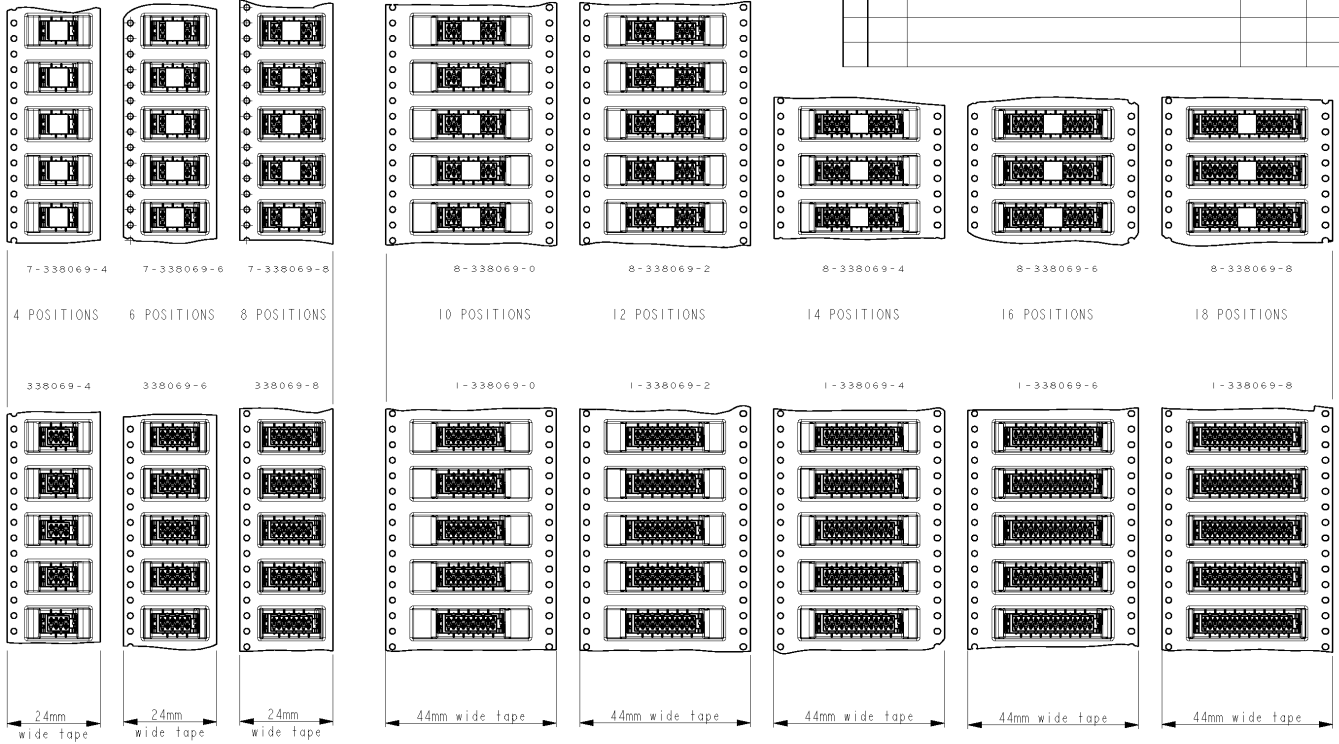 7-338069-4 7-338069-6 7-338069-8 8-338069-0 8-338069-2 8-338069-4 8-338069-6 8-338069-8
4 POSITIONS 6 POSITIONS 8 POSITIONS 10 POSITIONS 12 POSITIONS 14 POSITIONS 16 POSITIONS 18 POSITIONS
338069-4 338069-6 338069-8 1-338069-0 1-338069-2 1-338069-4 1-338069-6 1-338069-8
24mm 24mm 24mm 44mm wide tape 44mm wide tape 44mm wide tape 44mm wide tape 44mm wide tape
wide tape wide tape wide tape